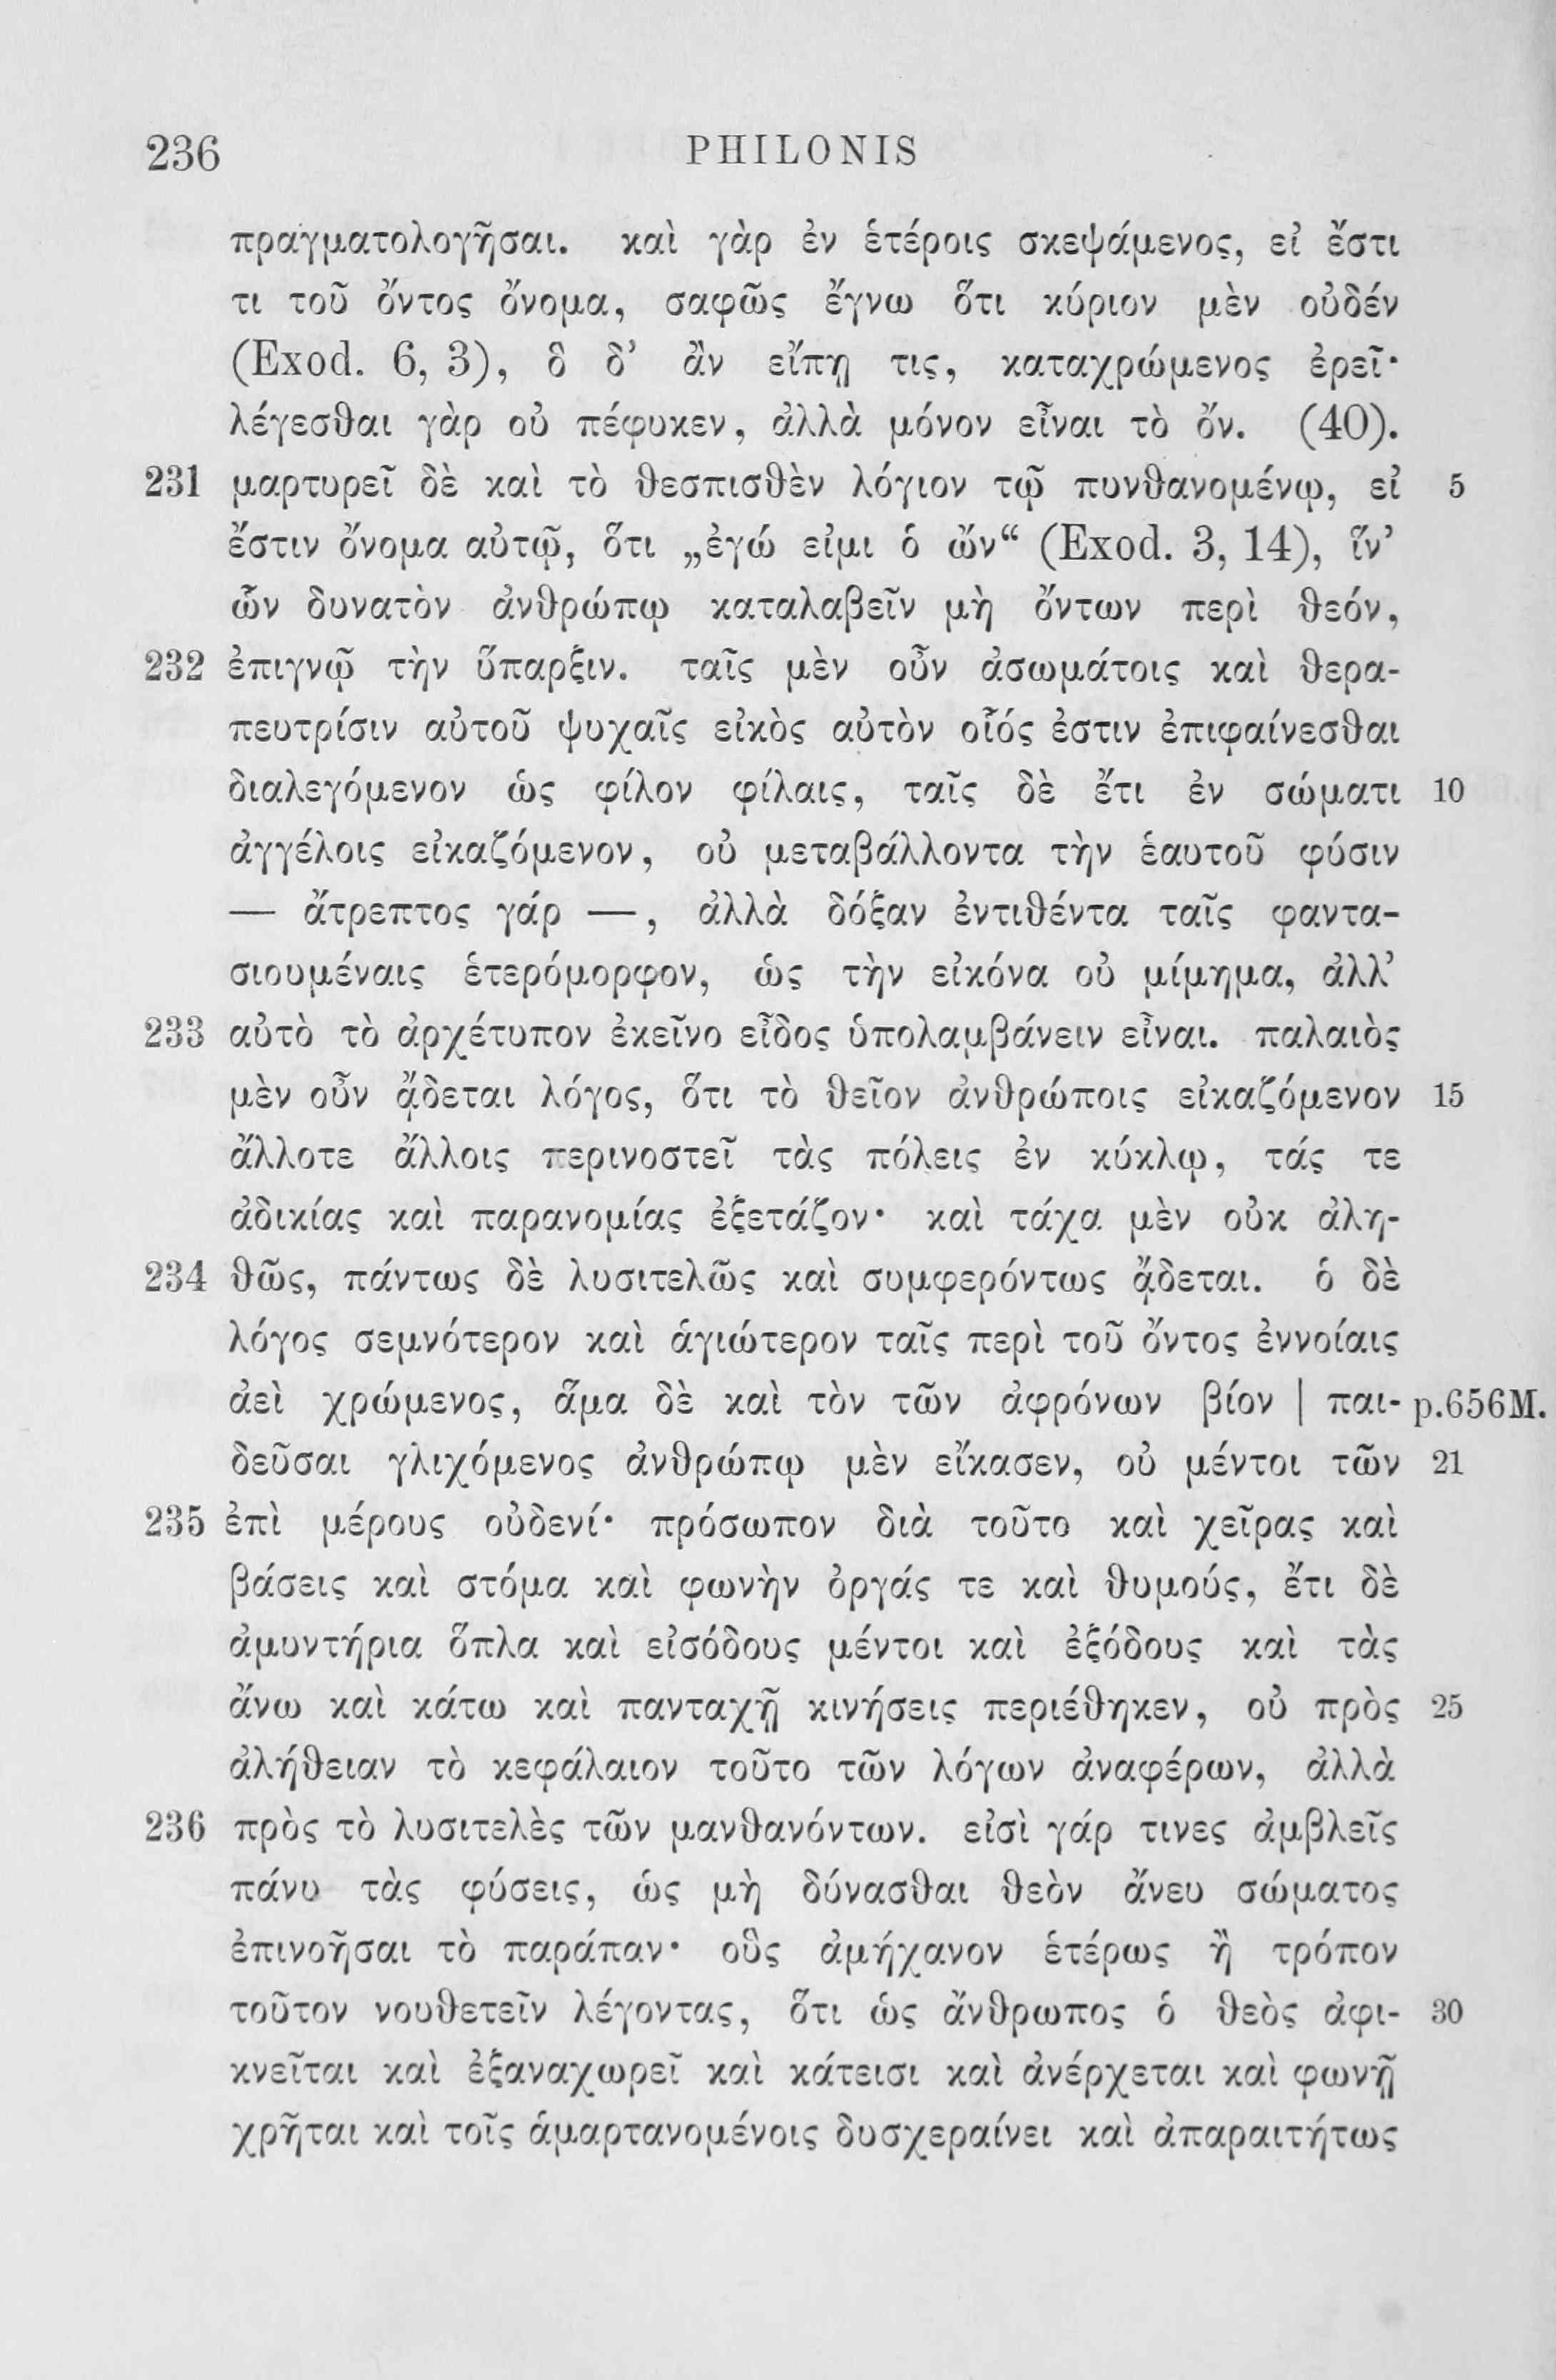 236 PHILONIS
πραγματολογῆσαι. καὶ γὰρ ἐν ἑτέροις σκεψάμενος, εἰ ἔστι
τι τοῦ ὄντος ὄνομα, σαφῶς ἔγνω ὅτι κύριον μὲν οὐδέν
(Exod. 6, 3), ὃ δ’ ἂν εἴπῃ τις, καταχρώμενος ἐρεῖ·
λέγεσθαι γὰρ οὐ πέφυκεν, ἀλλὰ μόνον εἶναι τὸ ὄν. (40).
231 μαρτυρεῖ δὲ καὶ τὸ θεσπισθὲν λόγιον τῷ πυνθανομένῳ, εἰ 5
ἔστιν ὄνομα αὐτῷ, ὅτι „ἐγώ εἰμι ὁ ὤν“ (Exod. 3, 14), ἵν’
ὧν δυνατὸν ἀνθρώπῳ καταλαβεῖν μὴ ὄντων περὶ θεόν,
232 ἐπιγνῷ τὴν ὕπαρξιν. ταῖς μὲν οὖν ἀσωμάτοις καὶ θερα-
πευτρίσιν αὐτοῦ ψυχαῖς εἰκὸς αὐτὸν οἷός ἐστιν ἐπιφαίνεσθαι
διαλεγόμενον ὡς φίλον φίλαις, ταῖς δὲ ἔτι ἐν σώματι 10
ἀγγέλοις εἰκαζόμενον, οὐ μεταβάλλοντα τὴν ἑαυτοῦ φύσιν
— ἄτρεπτος γάρ —, ἀλλὰ δόξαν ἐντιθέντα ταῖς φαντα-
σιουμέναις ἑτερόμορφον, ὡς τὴν εἰκόνα οὐ μίμημα, ἀλλ’
233 αὐτὸ τὸ ἀρχέτυπον ἐκεῖνο εἶδος ὑπολαμβάνειν εἶναι. παλαιὸς
μὲν οὖν ᾄδεται λόγος, ὅτι τὸ θεῖον ἀνθρώποις εἰκαζόμενον 15
ἄλλοτε ἄλλοις περινοστεῖ τὰς πόλεις ἐν κύκλῳ, τάς τε
ἀδικίας καὶ παρανομίας ἐξετάζον· καὶ τάχα μὲν οὐκ ἀλη-
234 θῶς, πάντως δὲ λυσιτελῶς καὶ συμφερόντως ᾄδεται. ὁ δὲ
λόγος σεμνότερον καὶ ἁγιώτερον ταῖς περὶ τοῦ ὄντος ἐννοίαις
ἀεὶ χρώμενος, ἅμα δὲ καὶ τὸν τῶν ἀφρόνων βίον | παι- p.656M.
δεῦσαι γλιχόμενος ἀνθρώπῳ μὲν εἴκασεν, οὐ μέντοι τῶν 21
235 ἐπὶ μέρους οὐδενί· πρόσωπον διὰ τοῦτο καὶ χεῖρας καὶ
βάσεις καὶ στόμα καὶ φωνὴν ὀργάς τε καὶ θυμούς, ἔτι δὲ
ἀμυντήρια ὅπλα καὶ εἰσόδους μέντοι καὶ ἐξόδους καὶ τὰς
ἄνω καὶ κάτω καὶ πανταχῇ κινήσεις περιέθηκεν, οὐ πρὸς 25
ἀλήθειαν τὸ κεφάλαιον τοῦτο τῶν λόγων ἀναφέρων, ἀλλὰ
236 πρὸς τὸ λυσιτελὲς τῶν μανθανόντων. εἰσὶ γάρ τινες ἀμβλεῖς
πάνυ τὰς φύσεις, ὡς μὴ δύνασθαι θεὸν ἄνευ σώματος
ἐπινοῆσαι τὸ παράπαν· οὓς ἀμήχανον ἑτέρως ἢ τρόπον
τοῦτον νουθετεῖν λέγοντας, ὅτι ὡς ἄνθρωπος ὁ θεὸς ἀφι- 30
κνεῖται καὶ ἐξαναχωρεῖ καὶ κάτεισι καὶ ἀνέρχεται καὶ φωνῇ
χρῆται καὶ τοῖς ἁμαρτανομένοις δυσχεραίνει καὶ ἀπαραιτήτως